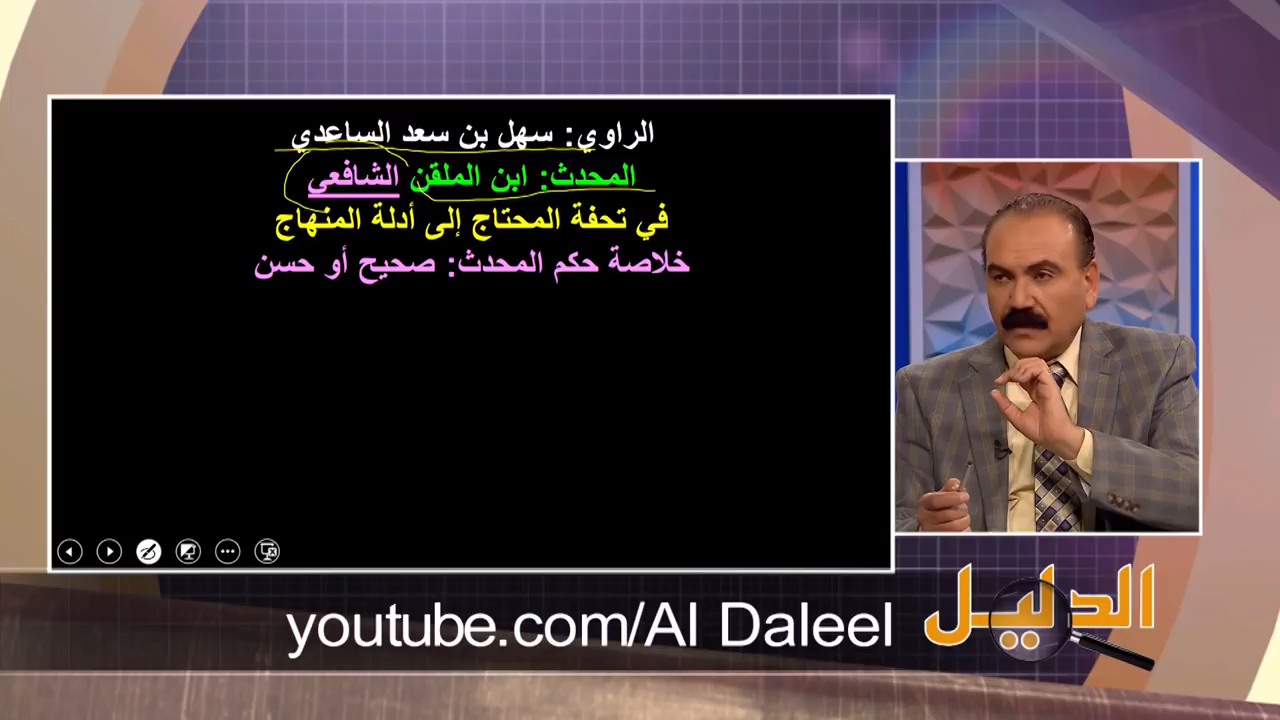 الراوي: سهل بن سعد الساعدي
المحدث: ابن الملقن الشافعي
في تحفة المحتاج إلى أدلة المنهاج
خلاصة حكم المحدث: صحيح أو حسن
youtube.com/Al Daleel
الدليل